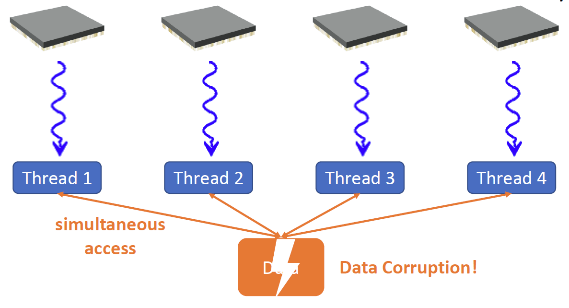 Thread 1
Thread 2
Thread 3
Thread 4
simultaneous
access
Data Corruption!